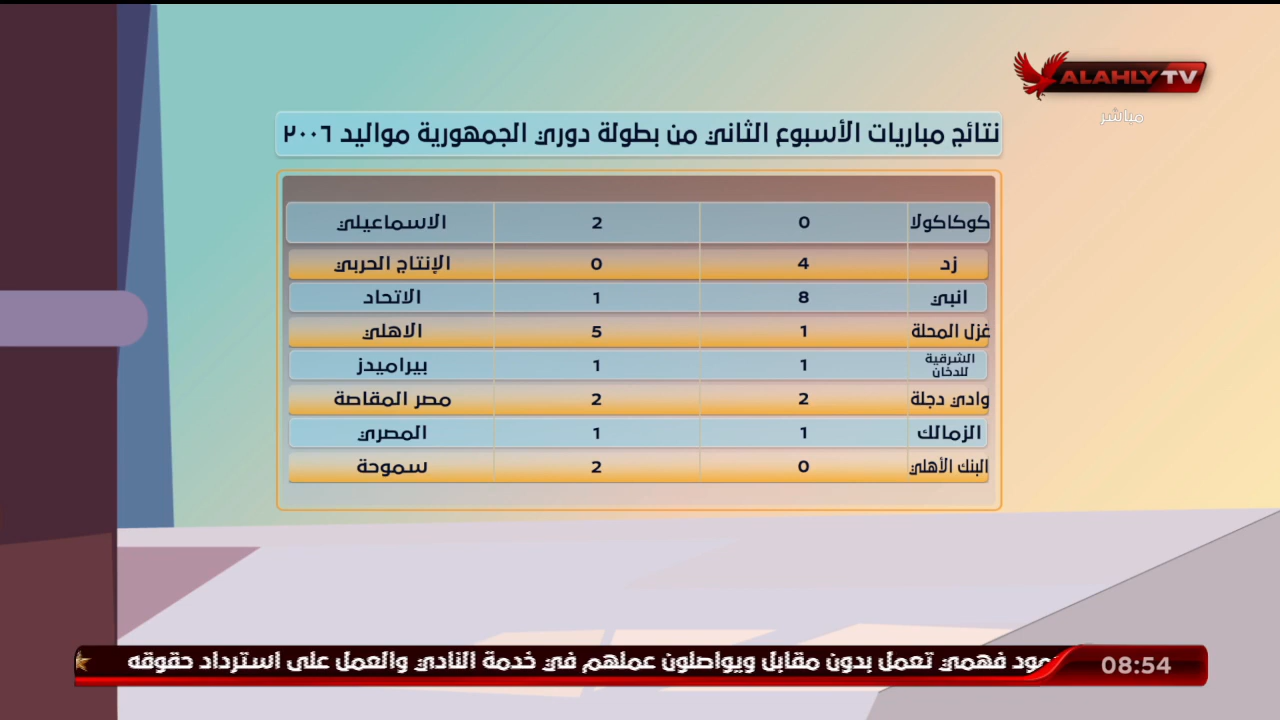 ALAHLY TV
مباشر
نتائج مباريات الأسبوع الثاني من بطولة دوري الجمهورية مواليد ٢٠٠٦
كوكاكولا 0 2 الاسماعيلي
زد 4 0 الإنتاج الحربي
انبي 8 1 الاتحاد
غزل المحلة 1 5 الاهلي
الشرقية
للدخان 1 1 بيراميدز
وادي دجلة 2 2 مصر المقاصة
الزمالك 1 1 المصري
البنك الأهلي 0 2 سموحة
فهمي تعمل بدون مقابل ويواصلون عملهم في خدمة النادي والعمل على استرداد حقوقه
08:54